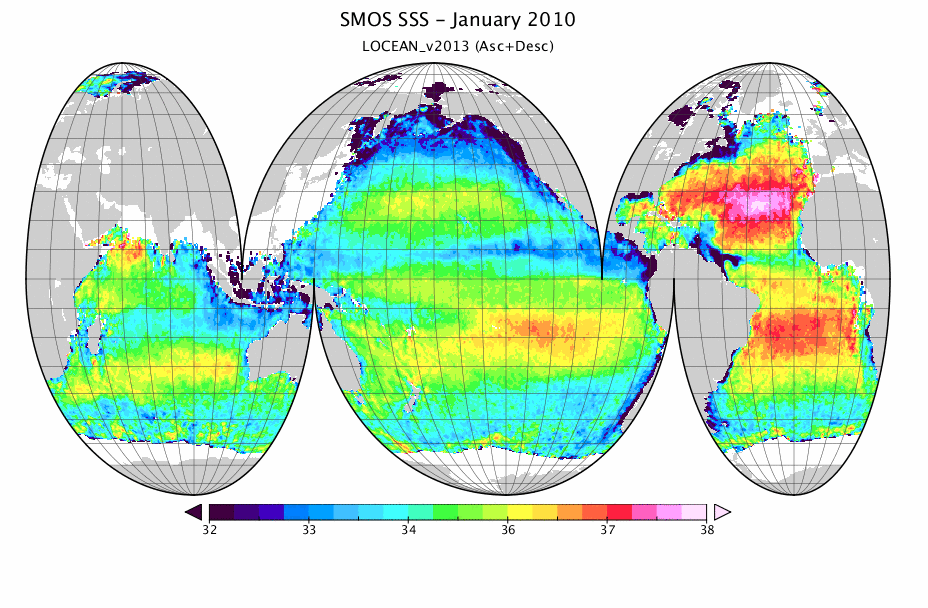 SMOS SSS – January 2010
LOCEAN_v2013 (Asc+Desc)
32 33 34 36 37 38